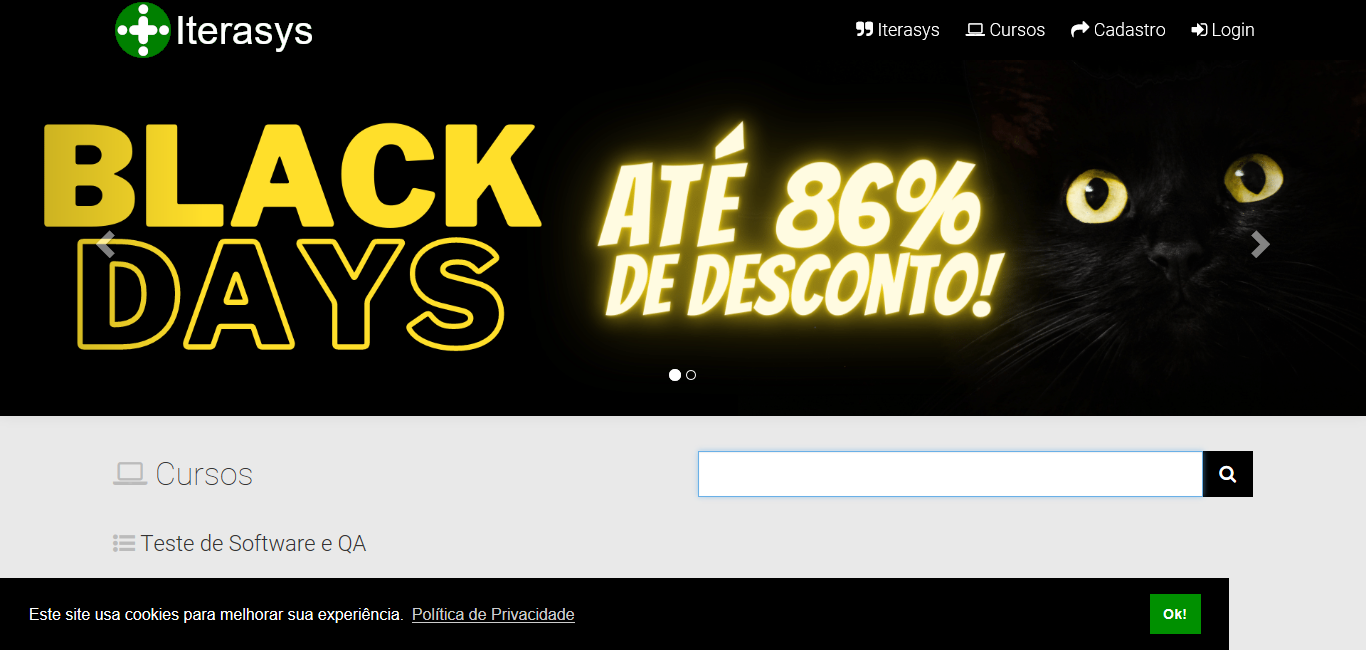 Iterasys
Iterasys Cursos Cadastro Login
BLACK
DAYS
ATÉ 86%
DE DESCONTO!
Cursos
Teste de Software e QA
Este site usa cookies para melhorar sua experiência. Política de Privacidade
Ok!